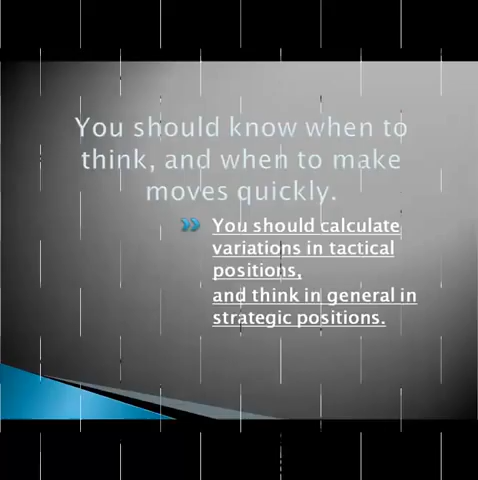 You should know when to
think, and when to make
moves quickly.
You should calculate
variations in tactical
positions,
and think in general in
strategic positions.